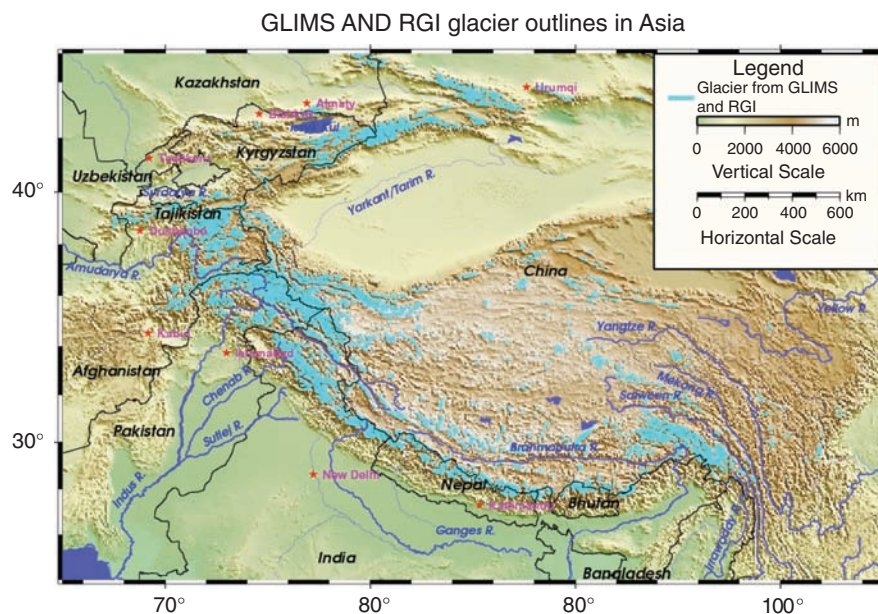 GLIMS AND RGI glacier outlines in Asia
Legend
Glacier from GLIMS
and RGI
m
0 2000 4000 6000
Vertical Scale
km
0 200 400 600
Horizontal Scale
Kazakhstan
Almaty
Urumqi
Kyrgyzstan
Uzbekistan
40°
Syrdarya R.
Yarkant/Tarim R.
Tajikistan
Dushanbe
Amudarya R.
China
Yellow R.
Yangtze R.
Kabul
Islamabad
Afghanistan
Chenab R.
Mekong R.
Salween R.
Pakistan
Sutlej R.
30°
Brahmaputra R.
New Delhi
Nepal
Indus R.
Kathmandu
Bhutan
Ganges R.
Irrawaddy R.
India
Bapaladesh
70° 80° 80° 100°